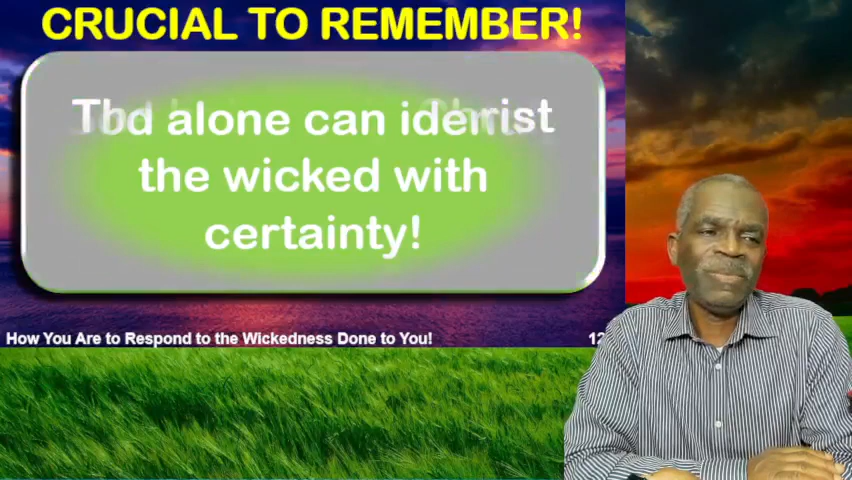 CRUCIAL TO REMEMBER!
alone can
the wicked with
certainty!
How You Are to Respond to the Wickedness Done to You!
12